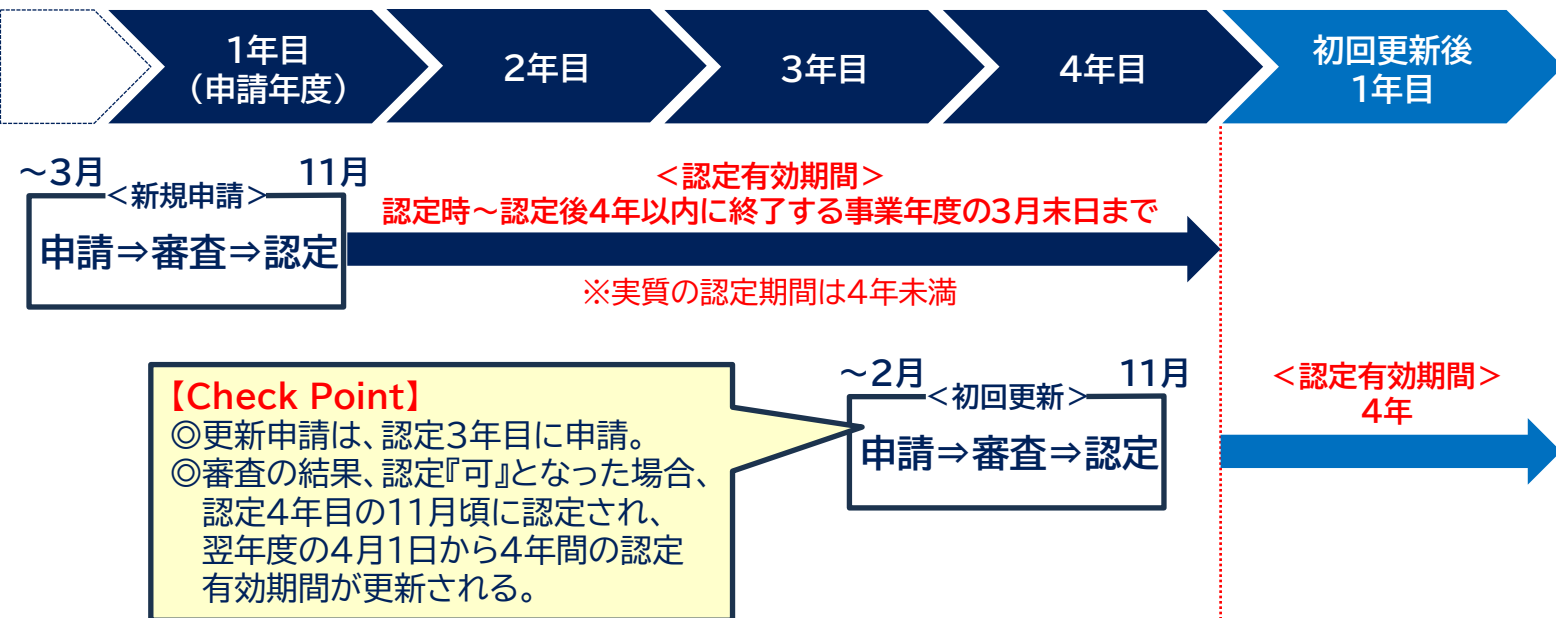 1年目
(申請年度)
2年目
3年目
4年目
初回更新後
1年目
～3月
<新規申請>
11月
申請⇒審査⇒認定
<認定有効期間>
認定時～認定後4年以内に終了する事業年度の3月末日まで
※実質の認定期間は4年未満
【Check Point】
◎更新申請は、認定3年目に申請。
◎審査の結果、認定『可』となった場合、
認定4年目の11月頃に認定され、
翌年度の4月1日から4年間の認定
有効期間が更新される。
～2月
<初回更新>
11月
申請⇒審査⇒認定
<認定有効期間>
4年